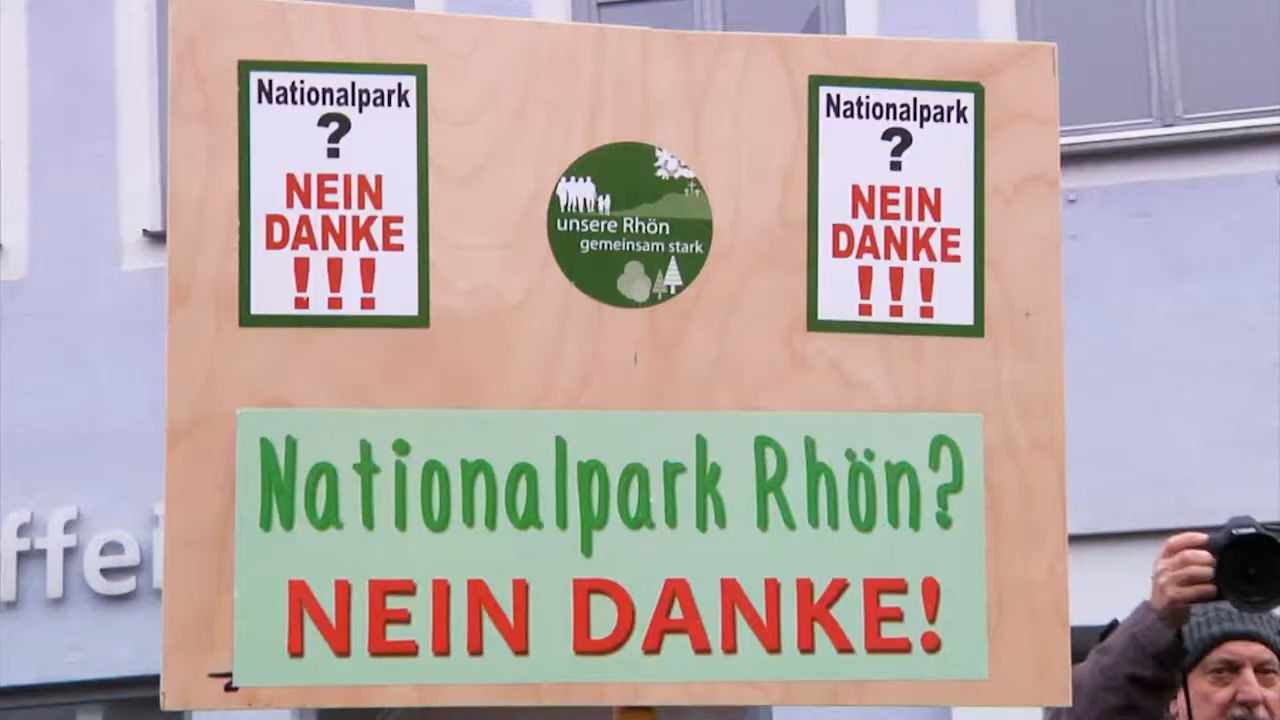 Nationalpark
?
NEIN
DANKE
!!!
unsere Rhön
gemeinsam stark
Nationalpark
?
NEIN
DANKE
!!!
Nationalpark Rhön?
NEIN DANKE!